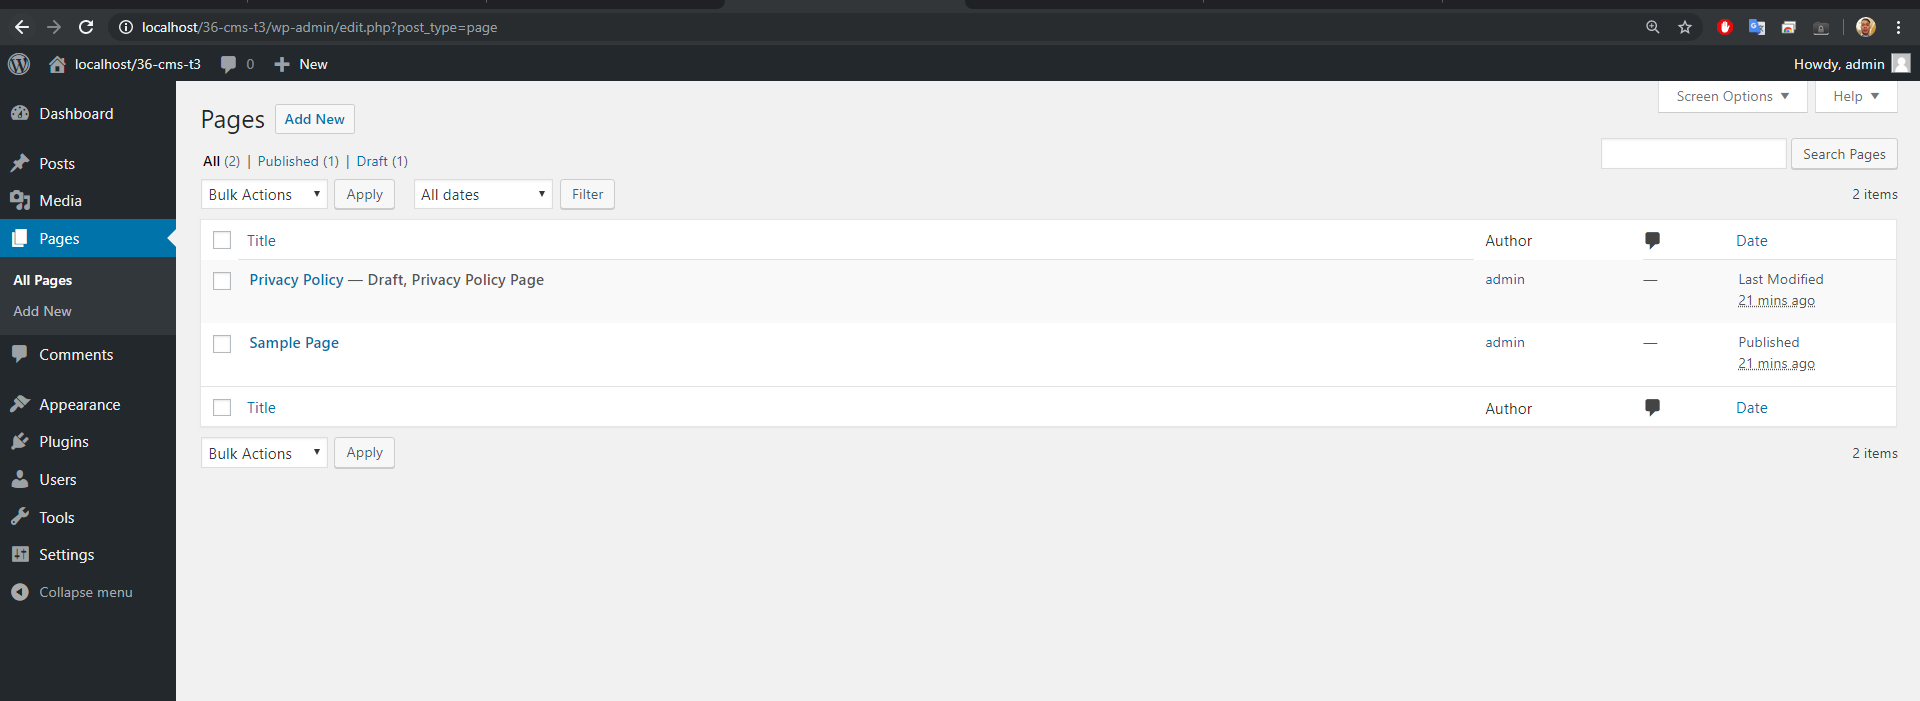 localhost/36-cms-t3/wp-admin/edit.php?post_type=page
localhost/36-cms-t3 0 New Howdy, admin
Screen Options Help
Dashboard
Posts
Media
Pages
All Pages
Add New
Comments
Appearance
Plugins
Users
Tools
Settings
Collapse menu
Pages Add New
All (2) | Published (1) | Draft (1)
Search Pages
Bulk Actions Apply All dates Filter 2 items
Title Author Date
Privacy Policy — Draft, Privacy Policy Page admin — Last Modified
21 mins ago
Sample Page admin — Published
21 mins ago
Title Author Date
Bulk Actions Apply 2 items